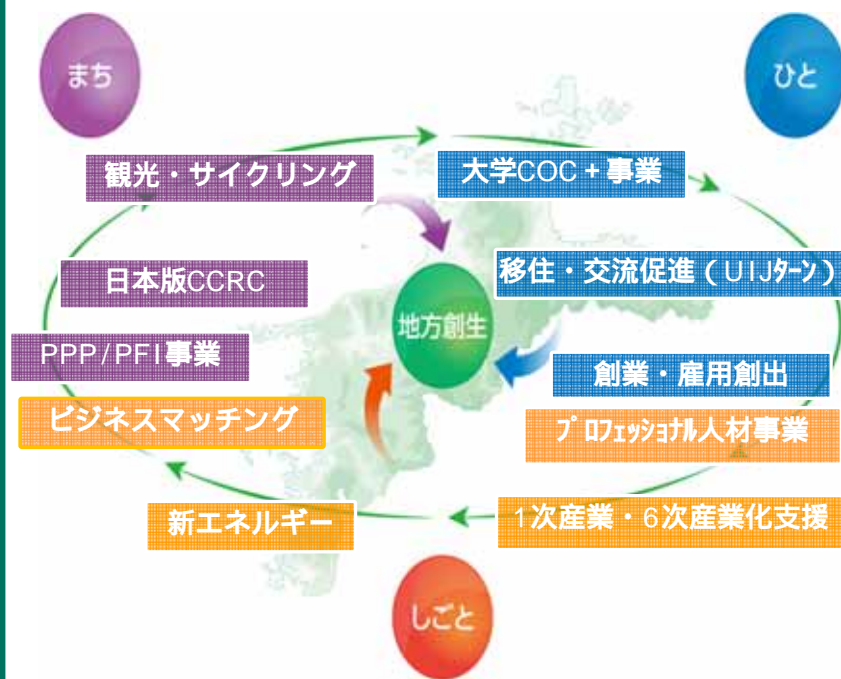 まち
ひと
観光・サイクリング
大学COC+事業
日本版CCRC
移住・交流促進(UIJﾀｰﾝ)
地方創生
PPP/PFI事業
創業・雇用創出
ビジネスマッチング
ﾌﾟﾛﾌｪｯｼｮﾅﾙ人材事業
新エネルギー
1次産業・6次産業化支援
しごと